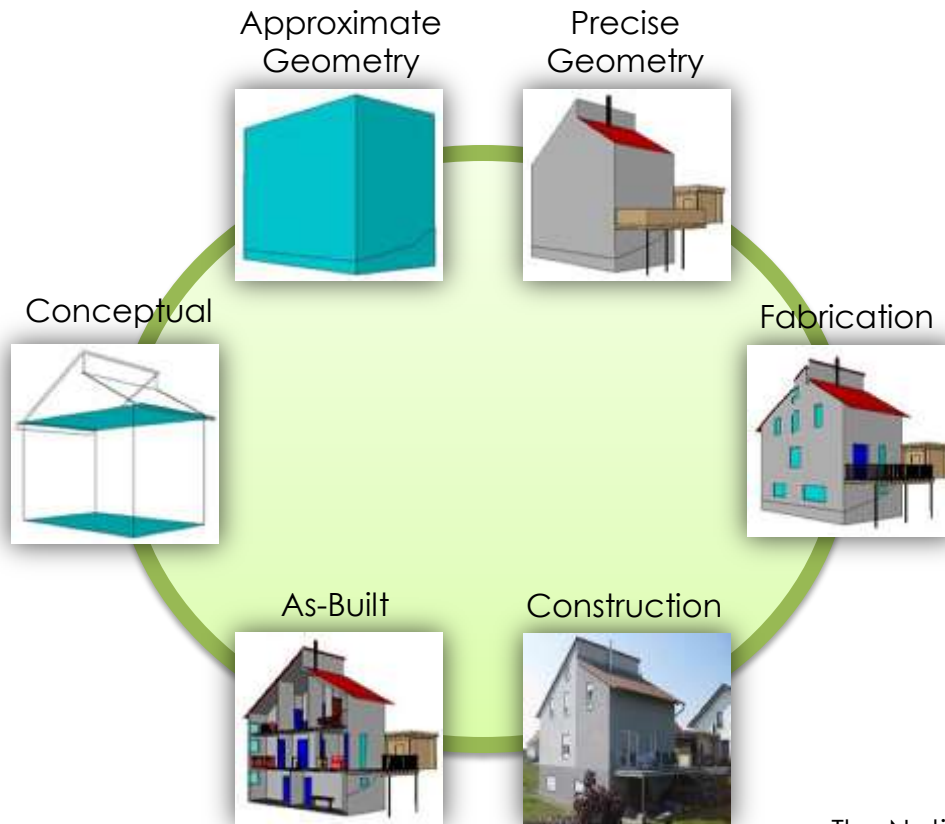 Approximate
Geometry
Precise
Geometry
Conceptual
Fabrication
As-Built
Construction